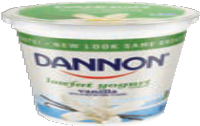 NEW LOOK SAME
DANNON
lowfat yogurt
vanilla